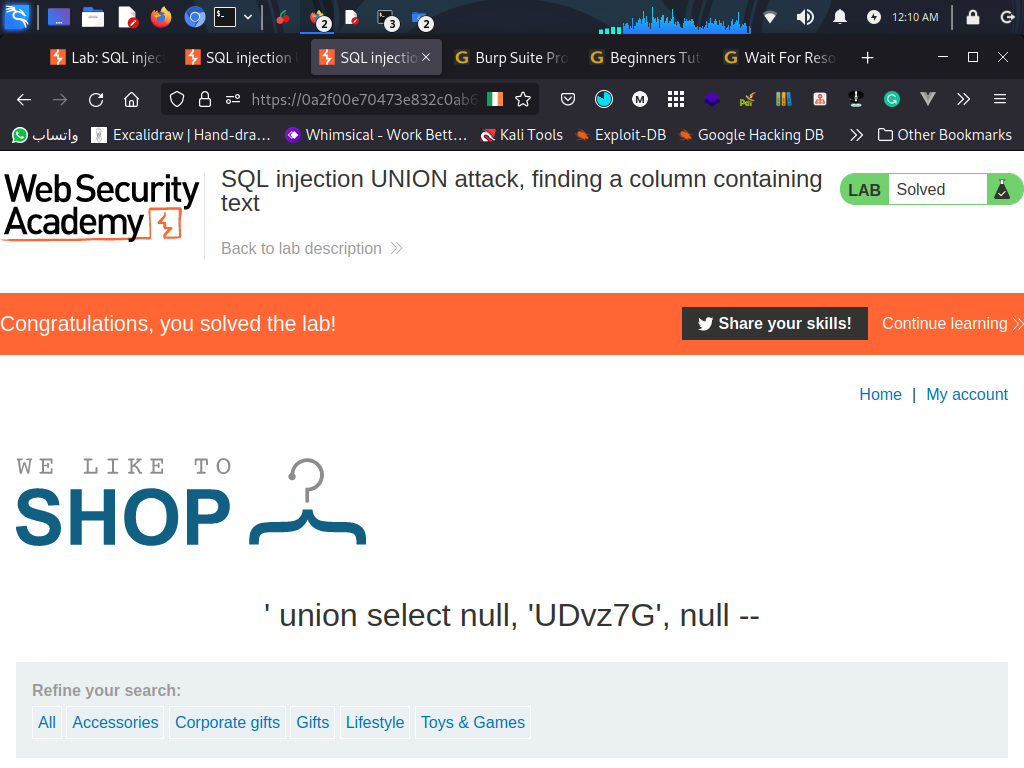 2
3
2
12:10 AM
Lab: SQL injec
SQL injection
SQL injectio
Burp Suite Pro
Beginners Tut
Wait For Reso
https://0a2f00e70473e832c0ab6
M
G
واتساب
Excalidraw | Hand-dra...
Whimsical - Work Bett...
Kali Tools
Exploit-DB
Google Hacking DB
Other Bookmarks
Web Security
Academy
SQL injection UNION attack, finding a column containing
text
Back to lab description
LAB
Solved
Congratulations, you solved the lab!
Share your skills!
Continue learning
Home | My account
WE LIKE TO
SHOP
' union select null, 'UDvz7G', null --
Refine your search:
All
Accessories
Corporate gifts
Gifts
Lifestyle
Toys & Games